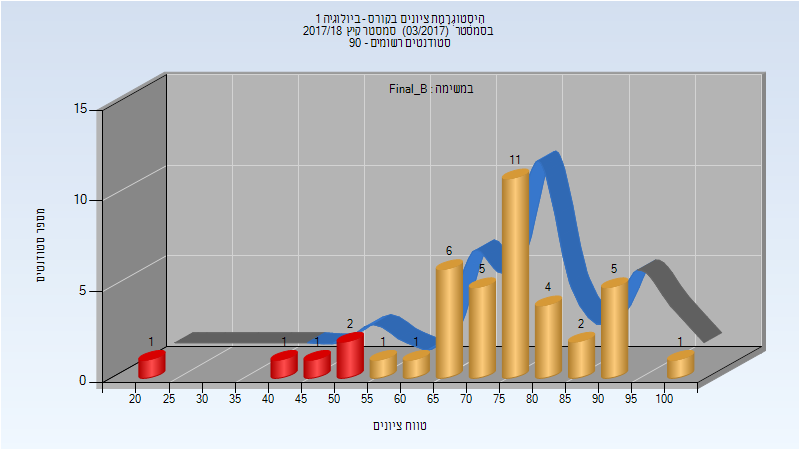 היסטוגרמת ציונים בקורס - ביולוגיה 1
בסמסטר (03/2017) סמסטר קיץ 2017/18
סטודנטים רשומים - 90
במשימה : Final_B
מספר סטודנטים
15
10
5
0
1
1
1
2
1
1
6
5
11
4
2
5
1
20 25 30 35 40 45 50 55 60 65 70 75 80 85 90 95 100
טווח ציונים